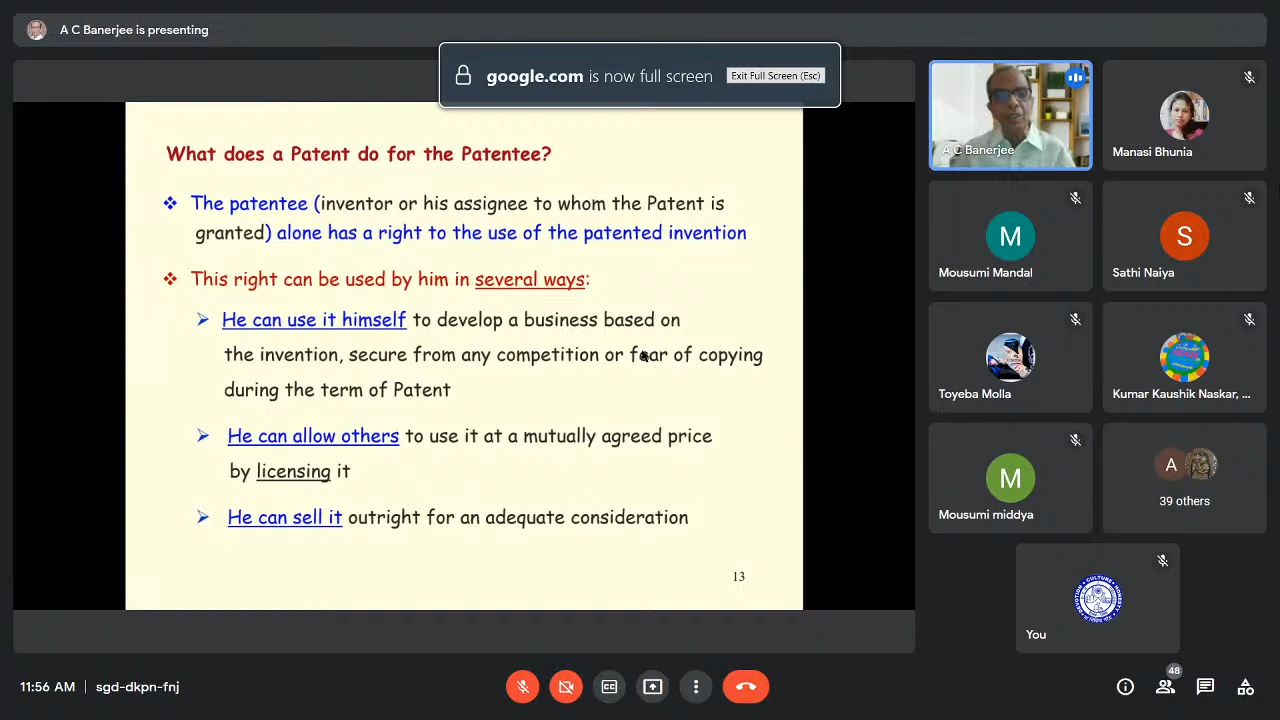 A C Banerjee is presenting
google.com is now full screen Exit Full Screen (Esc)
What does a Patent do for the Patentee?
The patentee (inventor or his assignee to whom the Patent is
granted) alone has a right to the use of the patented invention
This right can be used by him in several ways:
He can use it himself to develop a business based on
the invention, secure from any competition or fear of copying
during the term of Patent
He can allow others to use it at a mutually agreed price
by licensing it
He can sell it outright for an adequate consideration
13
A C Banerjee
Manasi Bhunia
M
Mousumi Mandal
S
Sathi Naiya
Toyeba Molla
Kumar Kaushik Naskar, ...
M
Mousumi middya
A
39 others
You
11:56 AM | sgd-dkpn-fnj
CC
48